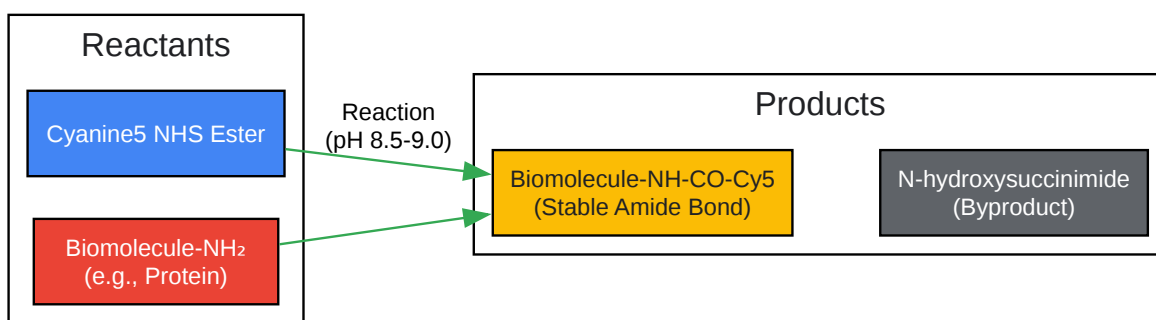 Reactants
Cyanine5 NHS Ester
Biomolecule-NH₂
(e.g., Protein)
Reaction
(pH 8.5-9.0)
Products
Biomolecule-NH-CO-Cy5
(Stable Amide Bond)
N-hydroxysuccinimide
(Byproduct)